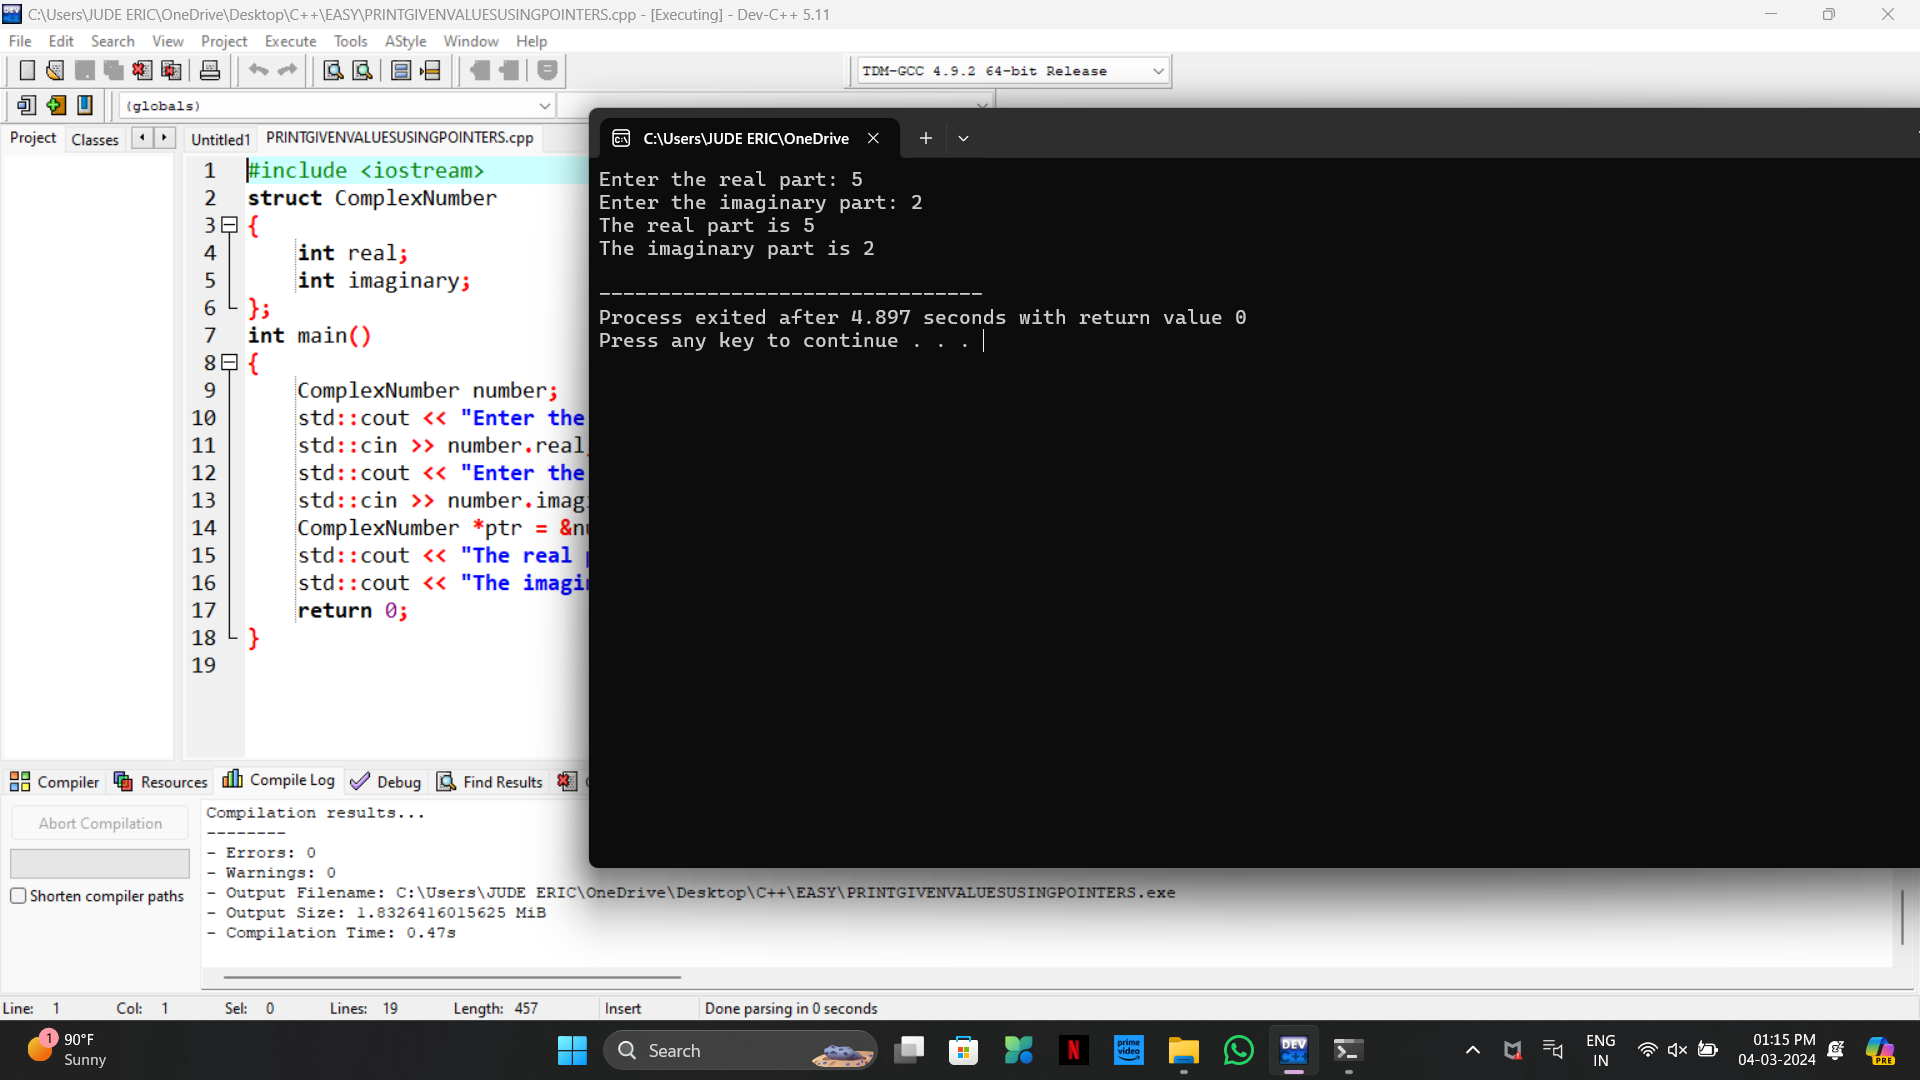 C:\Users\JUDE ERIC\OneDrive\Desktop\C++\EASY\PRINTGIVENVALUESUSINGPOINTERS.cpp - [Executing] - Dev-C++ 5.11
File Edit Search View Project Execute Tools AStyle Window Help
TDM-GCC 4.9.2 64-bit Release
(globals)
Project Classes Untitled1 PRINTGIVENVALUESUSINGPOINTERS.cpp
1 #include <iostream>
2 struct ComplexNumber
3 {
4 int real;
5 int imaginary;
6 };
7 int main()
8 {
9 ComplexNumber number;
10 std::cout << "Enter the
11 std::cin >> number.real
12 std::cout << "Enter the
13 std::cin >> number.imag
14 ComplexNumber *ptr = &n
15 std::cout << "The real
16 std::cout << "The imagi
17 return 0;
18 }
19
C:\Users\JUDE ERIC\OneDrive
Enter the real part: 5
Enter the imaginary part: 2
The real part is 5
The imaginary part is 2
--------------------------------
Process exited after 4.897 seconds with return value 0
Press any key to continue . . .
Compiler Resources Compile Log Debug Find Results
Abort Compilation
Shorten compiler paths
Compilation results...
--------
- Errors: 0
- Warnings: 0
- Output Filename: C:\Users\JUDE ERIC\OneDrive\Desktop\C++\EASY\PRINTGIVENVALUESUSINGPOINTERS.exe
- Output Size: 1.8326416015625 MiB
- Compilation Time: 0.47s
Line: 1 Col: 1 Sel: 0 Lines: 19 Length: 457 Insert Done parsing in 0 seconds
1
90°F
Sunny
Search
prime video
N
DEV C++
ENG
IN
01:15 PM
04-03-2024
PRE